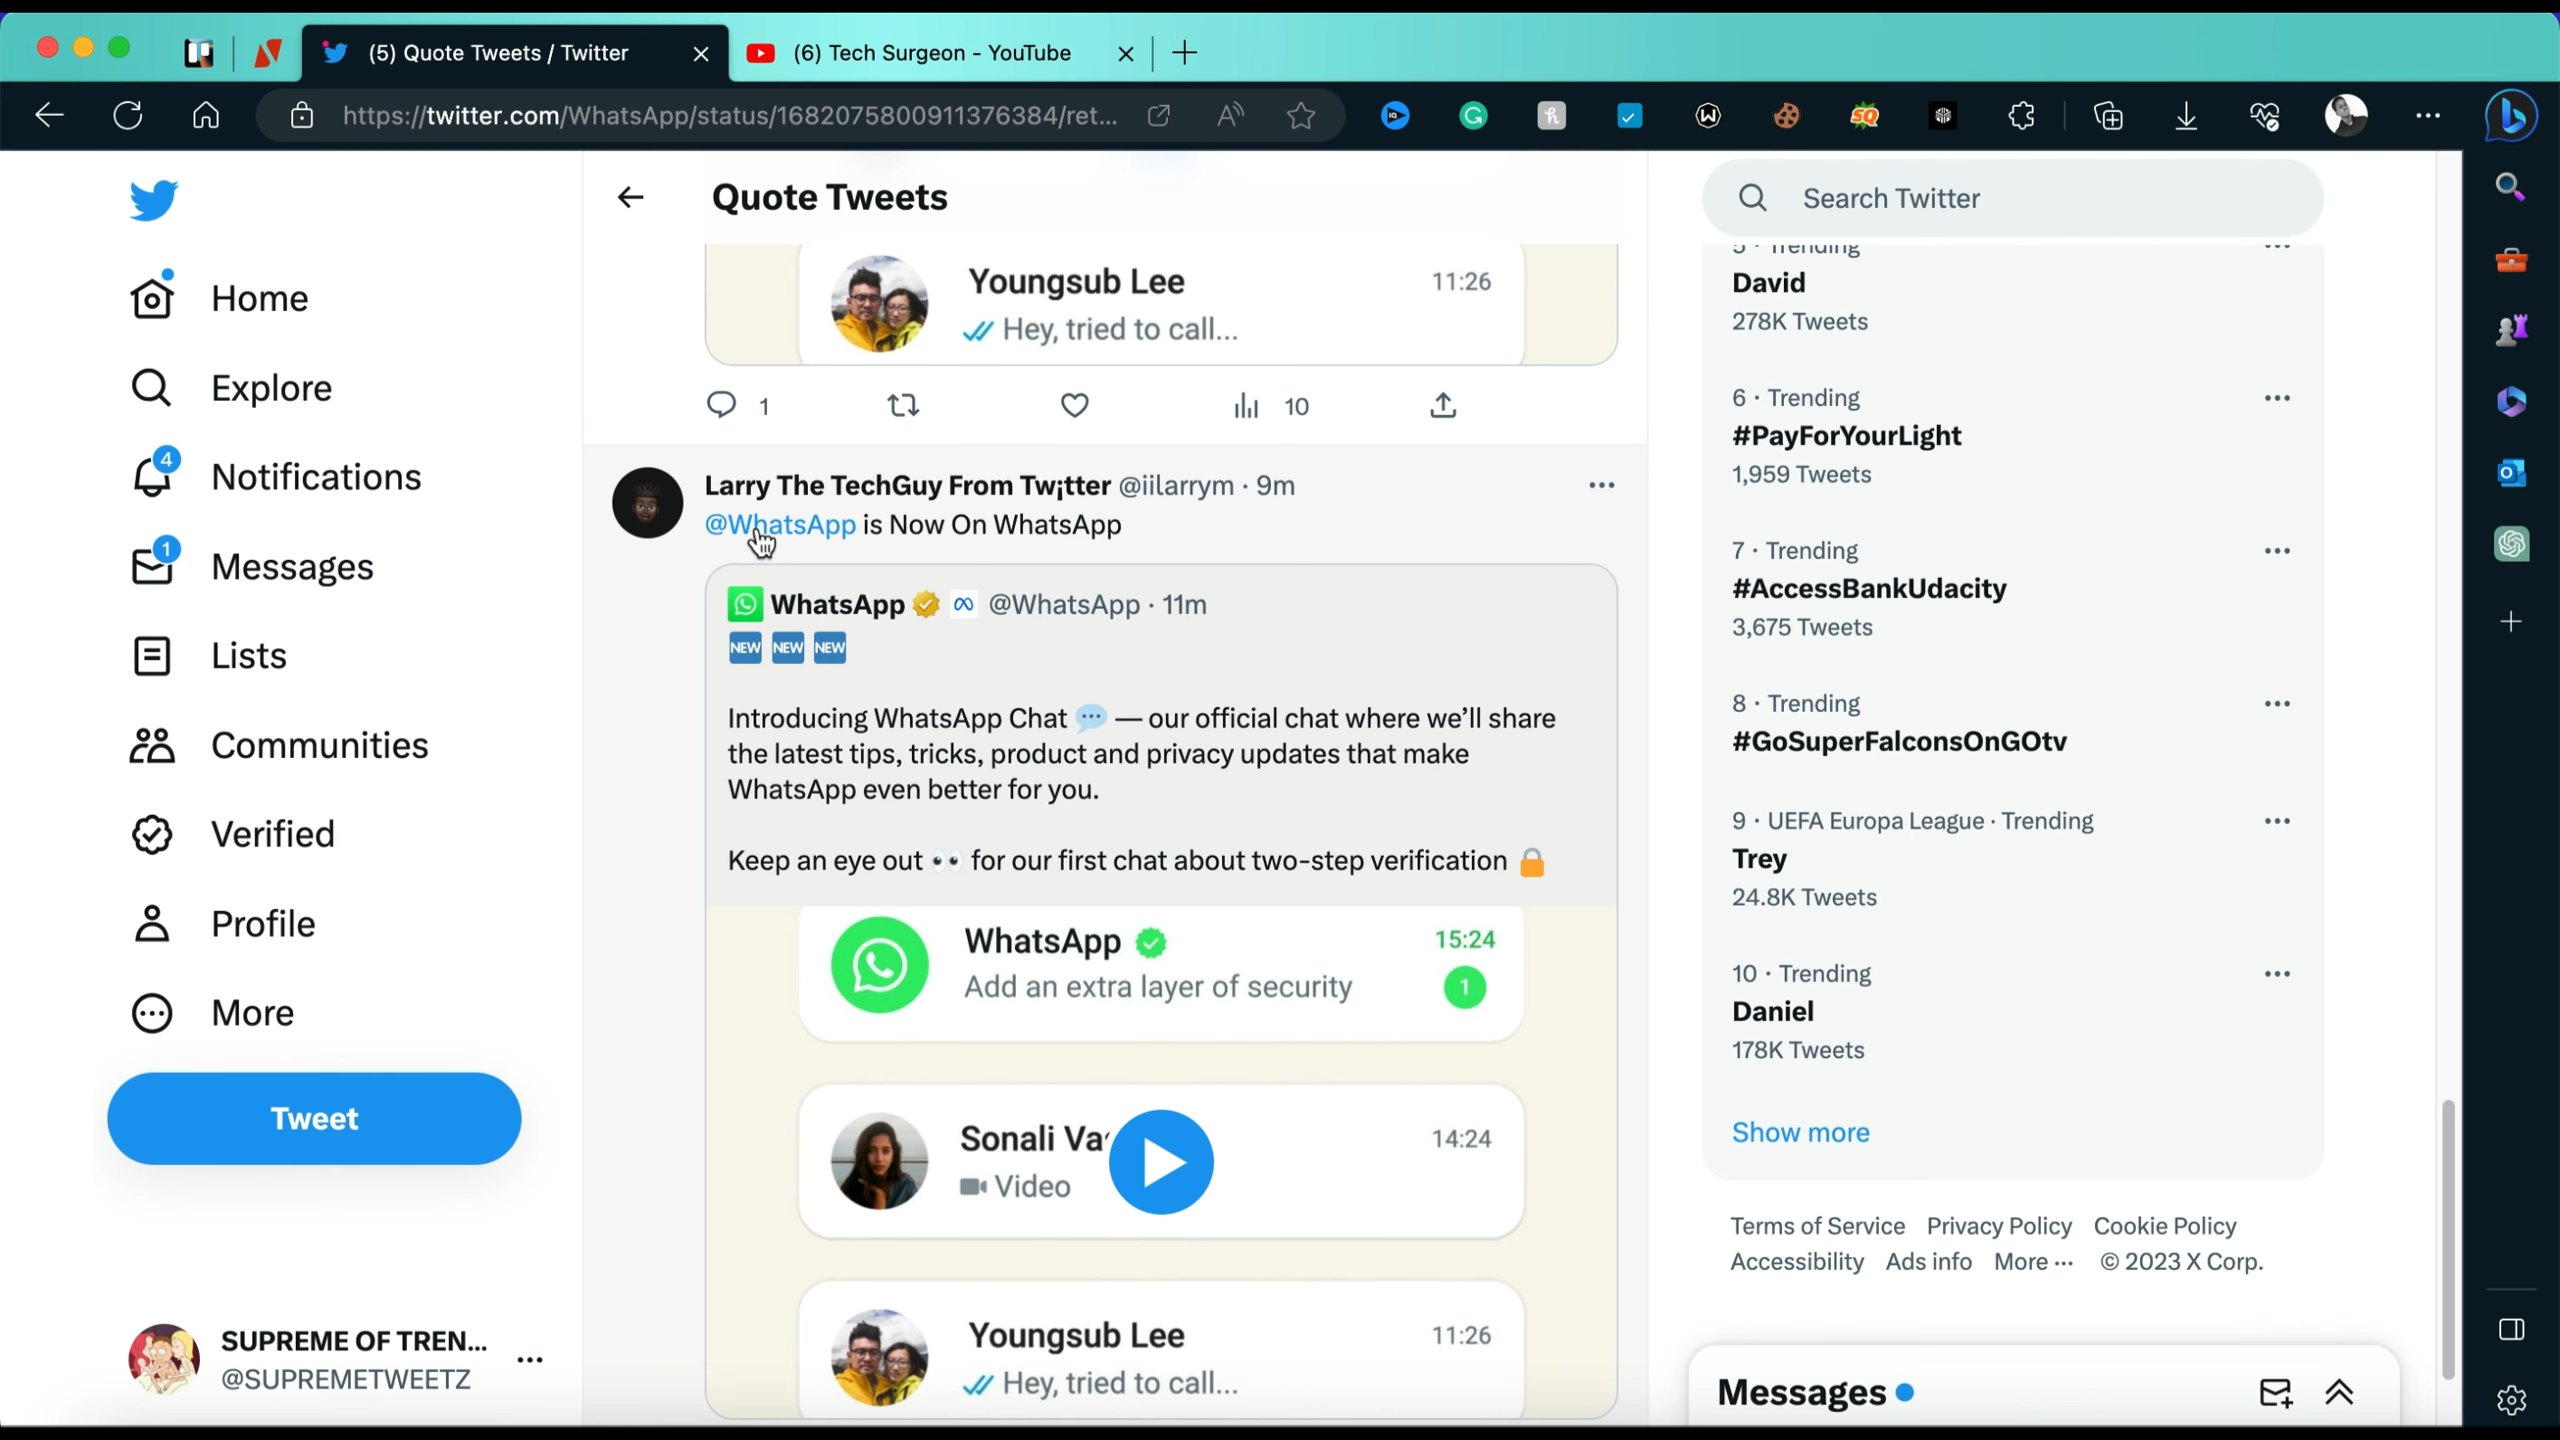 (5) Quote Tweets / Twitter
(6) Tech Surgeon - YouTube
https://twitter.com/WhatsApp/status/1682075800911376384/ret...
Home
Explore
4
Notifications
1
Messages
Lists
Communities
Verified
Profile
More
Tweet
SUPREME OF TREN...
@SUPREMETWEETZ
Quote Tweets
Youngsub Lee 11:26
Hey, tried to call...
1 10
Larry The TechGuy From Tw¡tter @iilarrym · 9m
@WhatsApp is Now On WhatsApp
WhatsApp @WhatsApp · 11m
NEW NEW NEW
Introducing WhatsApp Chat 💬 — our official chat where we’ll share
the latest tips, tricks, product and privacy updates that make
WhatsApp even better for you.
Keep an eye out 👀 for our first chat about two-step verification 🔒
WhatsApp 15:24
Add an extra layer of security 1
Sonali Va 14:24
Video
Youngsub Lee 11:26
Hey, tried to call...
Search Twitter
5 · Trending
David
278K Tweets
6 · Trending
#PayForYourLight
1,959 Tweets
7 · Trending
#AccessBankUdacity
3,675 Tweets
8 · Trending
#GoSuperFalconsOnGOtv
9 · UEFA Europa League · Trending
Trey
24.8K Tweets
10 · Trending
Daniel
178K Tweets
Show more
Terms of Service Privacy Policy Cookie Policy
Accessibility Ads info More ··· © 2023 X Corp.
Messages